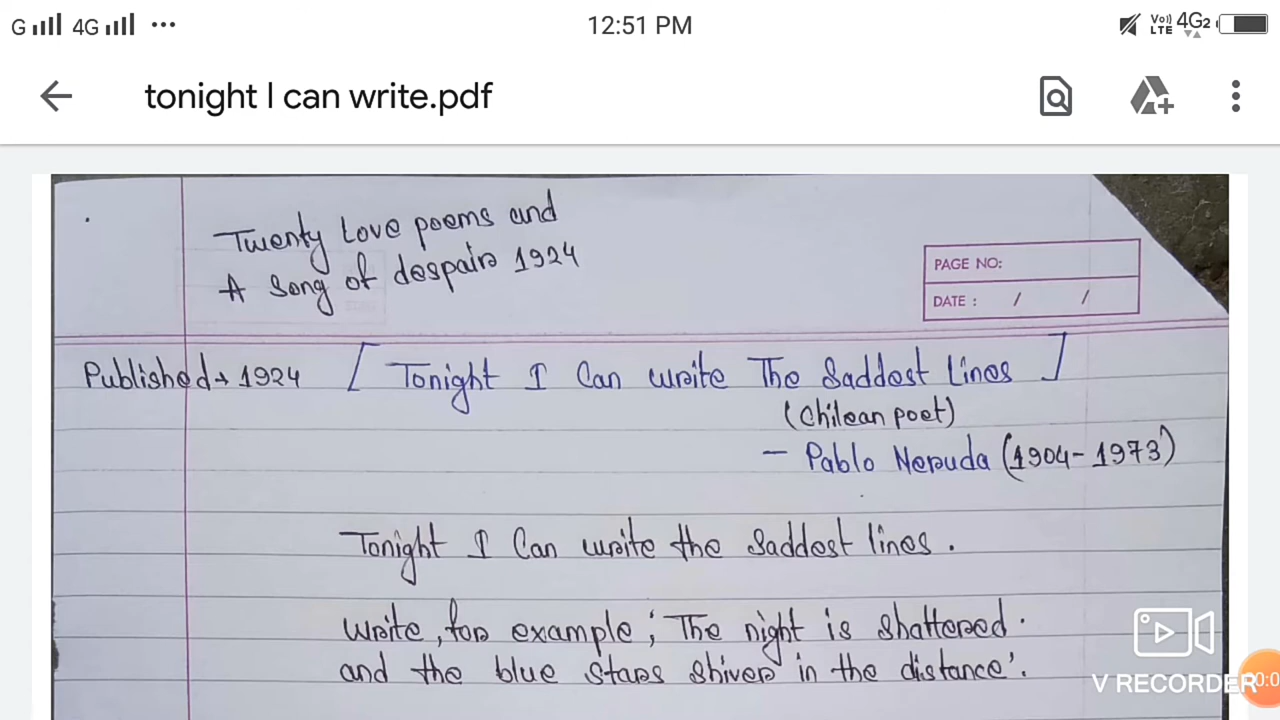 G 4G ... 12:51 PM Vo)) LTE 4G2
tonight I can write.pdf
Twenty Love poems and
A Song of despair 1924
PAGE NO:
DATE : / /
Published → 1924 [ Tonight I Can write The Saddest Lines ]
(Chilean poet)
— Pablo Neruda (1904-1973)
Tonight I Can write the Saddest lines.
Write, for example, 'The night is shattered.
and the blue stars shiver in the distance'.
V RECORDER